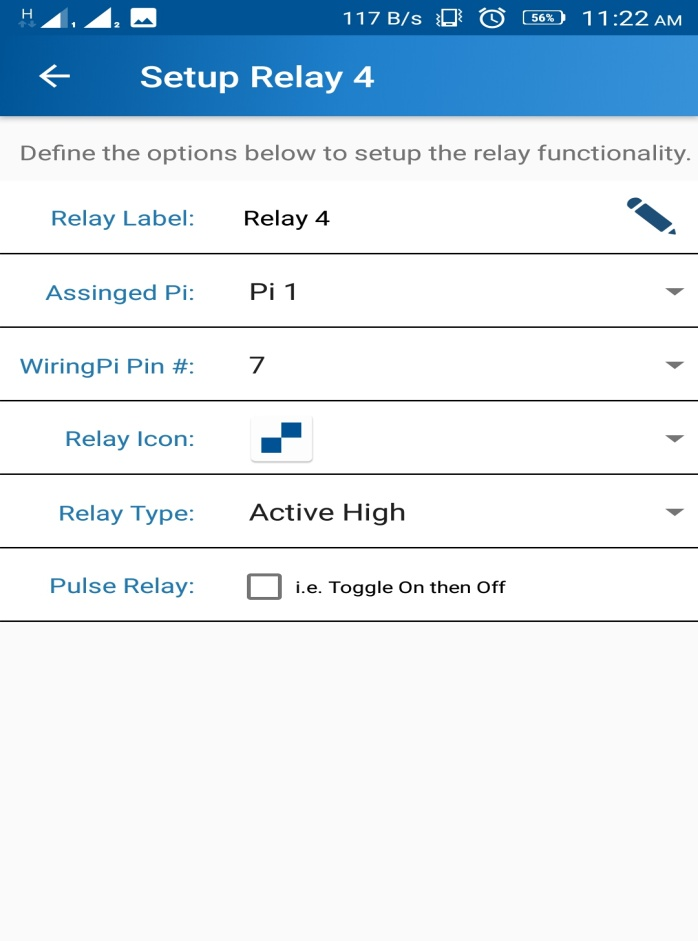 H 1 2 117 B/s 56% 11:22 AM
Setup Relay 4
Define the options below to setup the relay functionality.
Relay Label: Relay 4
Assinged Pi: Pi 1
WiringPi Pin #: 7
Relay Icon:
Relay Type: Active High
Pulse Relay: i.e. Toggle On then Off